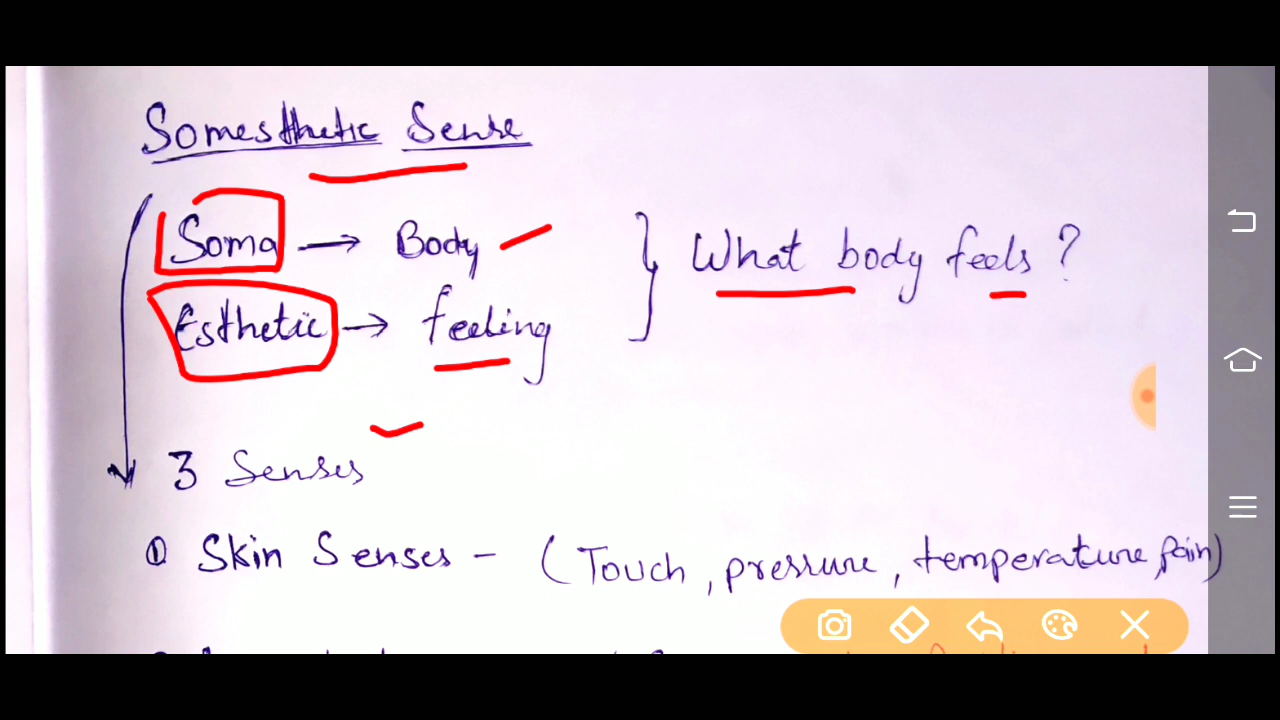 Somesthetic Sense
Soma → Body
Esthetic → feeling
} What body feels ?
3 Senses
① Skin Senses - (Touch, pressure, temperature, pain)